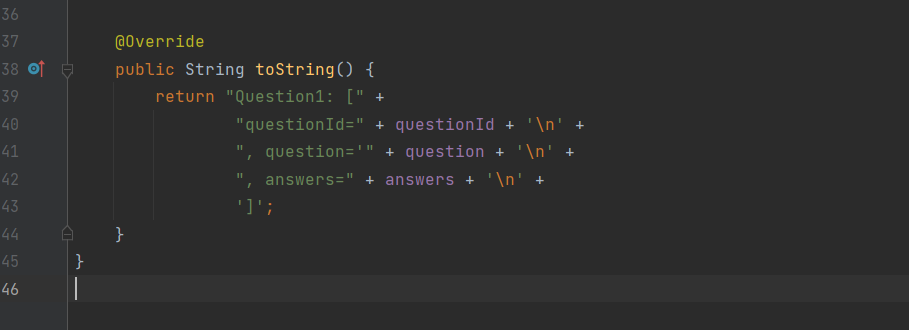 36
37 @Override
38 public String toString() {
39 return "Question1: [" +
40 "questionId=" + questionId + '\n' +
41 ", question='" + question + '\n' +
42 ", answers=" + answers + '\n' +
43 ']';
44 }
45 }
46